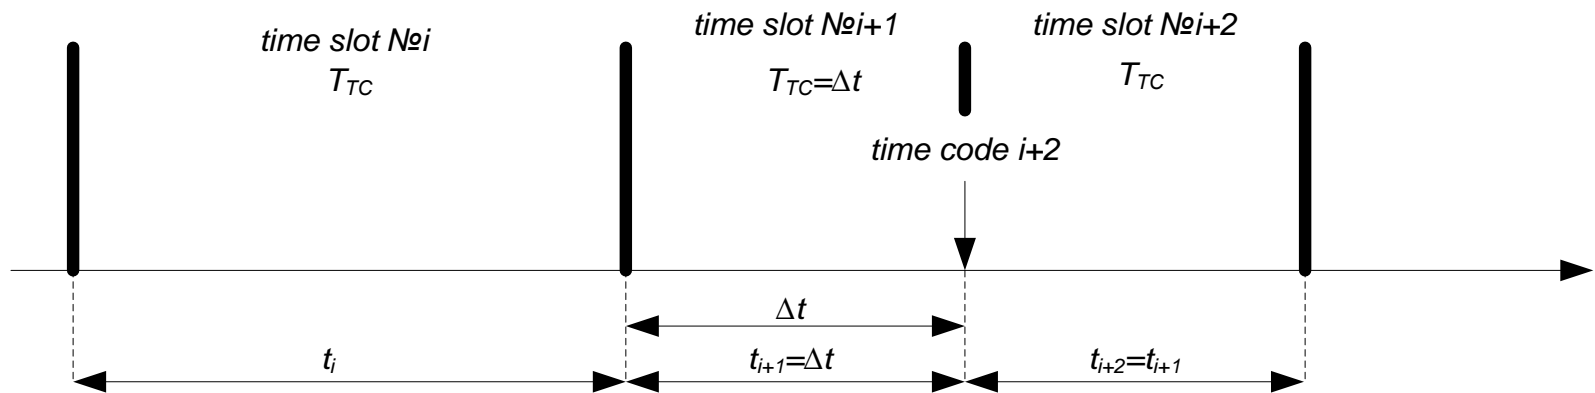 time slot №i
T_TC
time slot №i+1
T_TC=Δt
time slot №i+2
T_TC
time code i+2
Δt
t_i
t_i+1=Δt
t_i+2=t_i+1